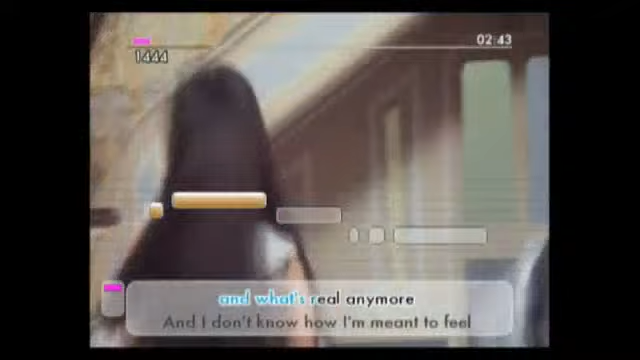 02:43
1444
and what's real anymore
And I don't know how I'm meant to feel